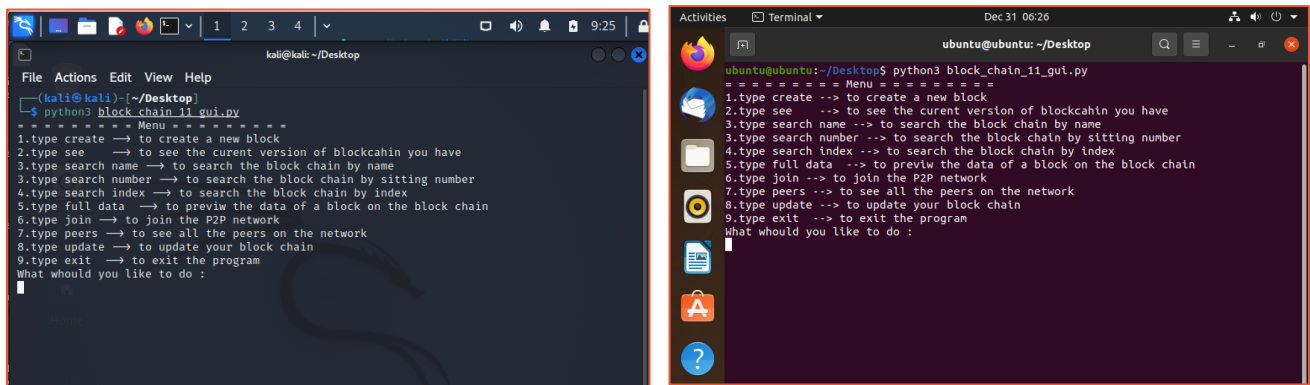 1 2 3 4 9:25
kali@kali: ~/Desktop
File Actions Edit View Help
(kali㉿kali)-[~/Desktop]
$ python3 block_chain_11_gui.py
= = = = = = = = = Menu = = = = = = = = =
1.type create ⟶ to create a new block
2.type see ⟶ to see the curent version of blockcahin you have
3.type search name ⟶ to search the block chain by name
3.type search number ⟶ to search the block chain by sitting number
4.type search index ⟶ to search the block chain by index
5.type full data ⟶ to previw the data of a block on the block chain
6.type join ⟶ to join the P2P network
7.type peers ⟶ to see all the peers on the network
8.type update ⟶ to update your block chain
9.type exit ⟶ to exit the program
What whould you like to do :
Home
Activities Terminal Dec 31 06:26
ubuntu@ubuntu: ~/Desktop
ubuntu@ubuntu:~/Desktop$ python3 block_chain_11_gui.py
= = = = = = = = = Menu = = = = = = = = =
1.type create --> to create a new block
2.type see --> to see the curent version of blockcahin you have
3.type search name --> to search the block chain by name
3.type search number --> to search the block chain by sitting number
4.type search index --> to search the block chain by index
5.type full data --> to previw the data of a block on the block chain
6.type join --> to join the P2P network
7.type peers --> to see all the peers on the network
8.type update --> to update your block chain
9.type exit --> to exit the program
What whould you like to do :